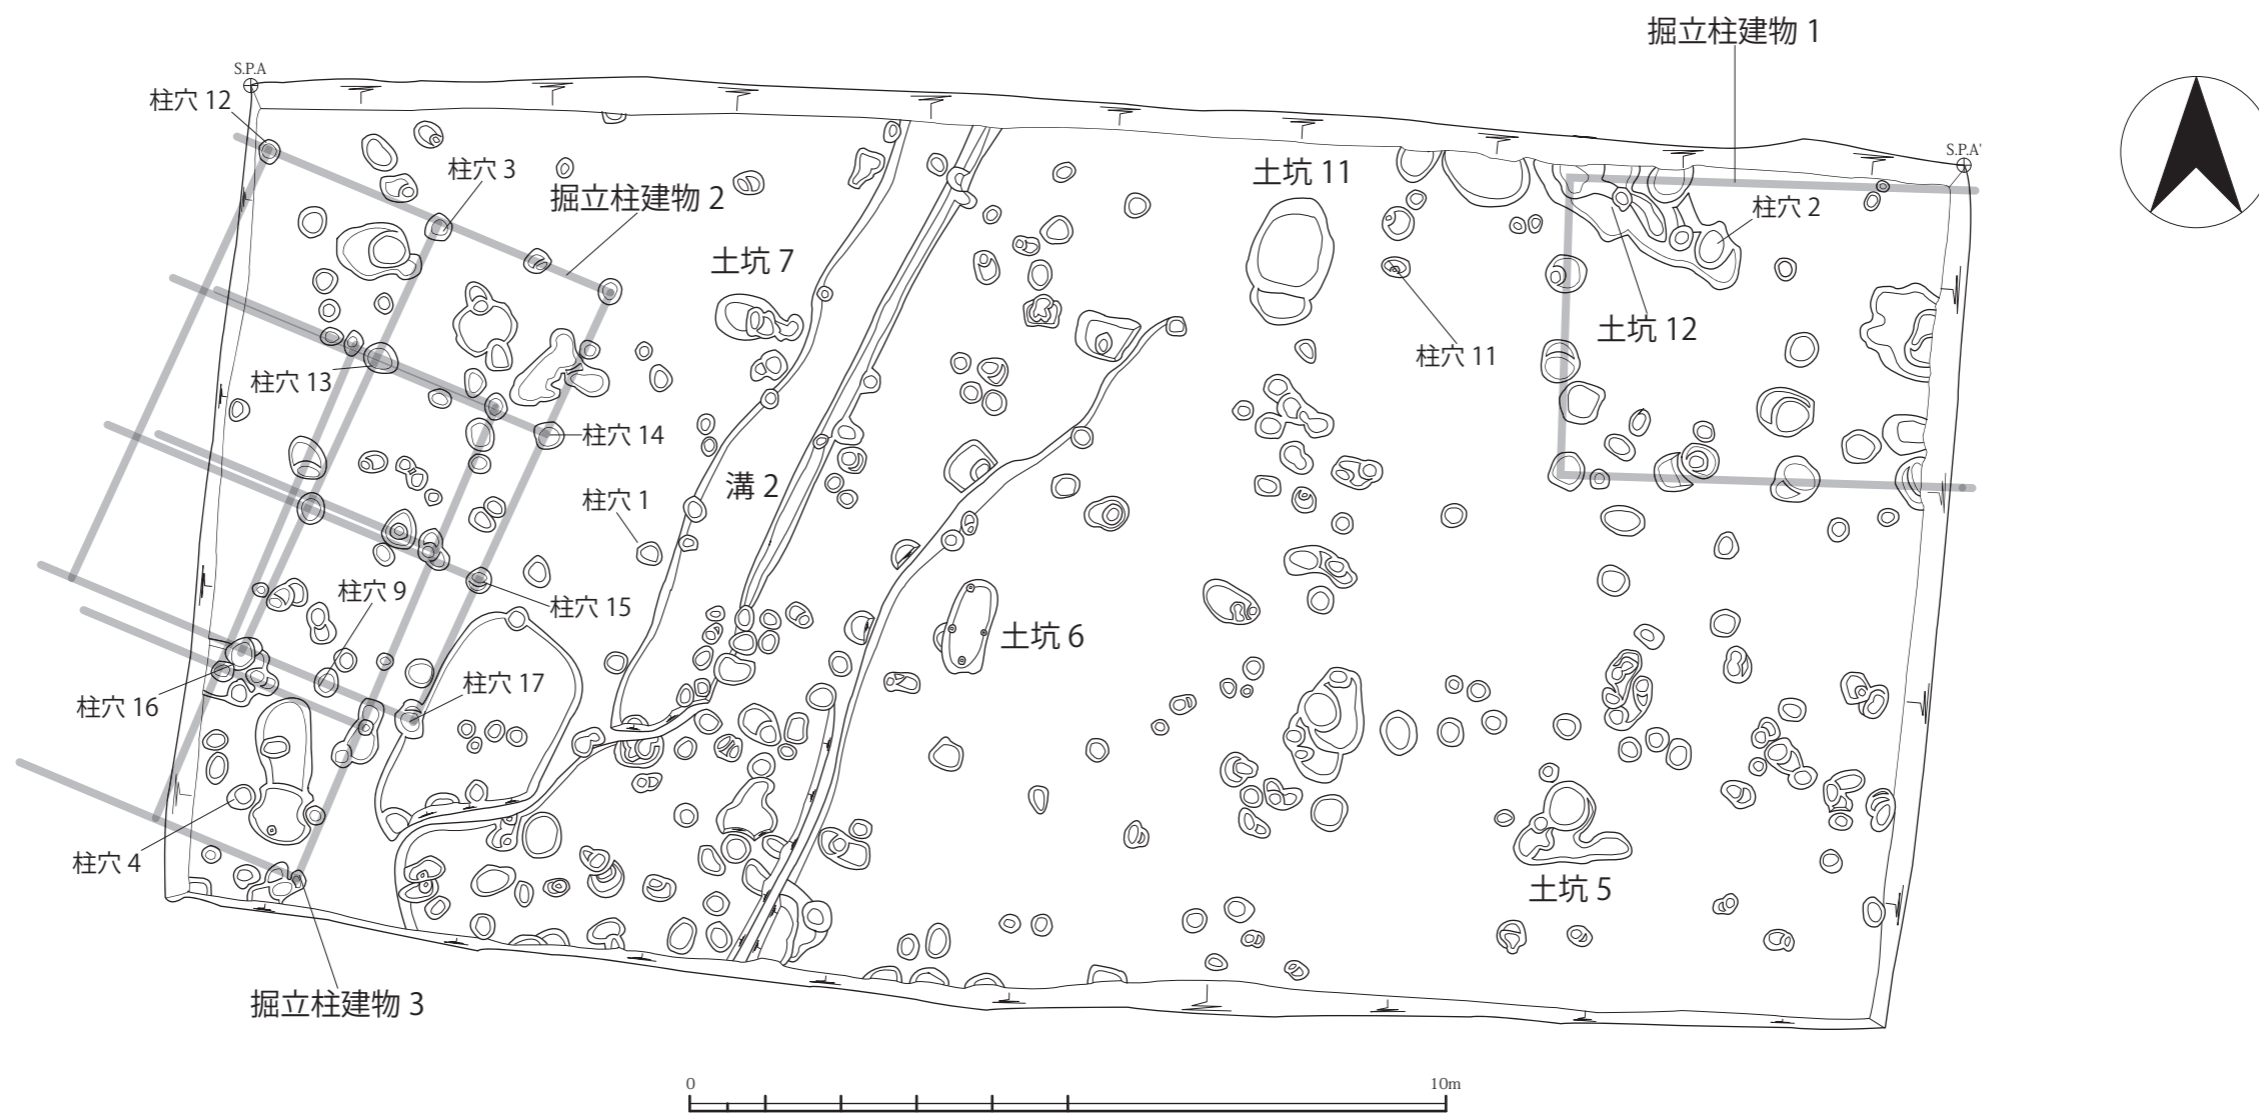 掘立柱建物 1
S.P.A
柱穴 12
S.P.A'
柱穴 3
土坑 11
掘立柱建物 2
柱穴 2
土坑 7
土坑 12
柱穴 11
柱穴 13
柱穴 14
溝 2
柱穴 1
柱穴 9
柱穴 15
土坑 6
柱穴 17
柱穴 16
柱穴 4
土坑 5
掘立柱建物 3
0
10m